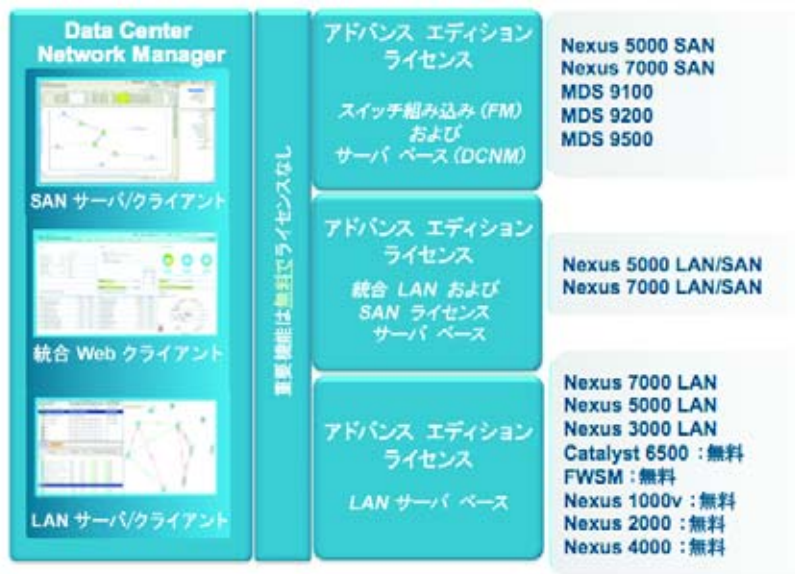 Data Center
Network Manager
SAN サーバ/クライアント
統合 Web クライアント
LAN サーバ/クライアント
重要機能は無料でライセンスなし
アドバンス エディション
ライセンス
スイッチ組み込み(FM)
および
サーバ ベース(DCNM)
Nexus 5000 SAN
Nexus 7000 SAN
MDS 9100
MDS 9200
MDS 9500
アドバンス エディション
ライセンス
統合 LAN および
SAN ライセンス
サーバ ベース
Nexus 5000 LAN/SAN
Nexus 7000 LAN/SAN
アドバンス エディション
ライセンス
LAN サーバ ベース
Nexus 7000 LAN
Nexus 5000 LAN
Nexus 3000 LAN
Catalyst 6500:無料
FWSM:無料
Nexus 1000v:無料
Nexus 2000:無料
Nexus 4000:無料